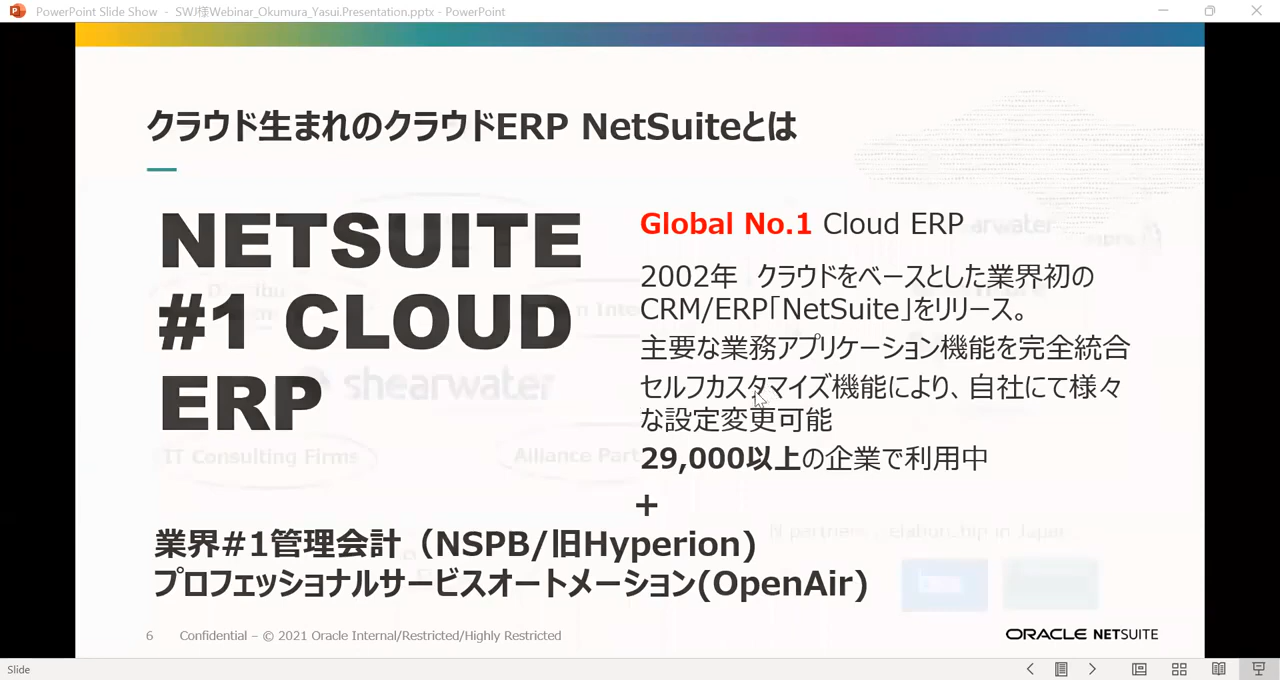 PowerPoint Slide Show - SWJ様Webinar_Okumura_Yasui.Presentation.pptx - PowerPoint
クラウド生まれのクラウドERP NetSuiteとは
NETSUITE
#1 CLOUD
ERP
Global No.1 Cloud ERP
2002年 クラウドをベースとした業界初の
CRM/ERP「NetSuite」をリリース。
主要な業務アプリケーション機能を完全統合
セルフカスタマイズ機能により、自社にて様々
な設定変更可能
29,000以上の企業で利用中
+
業界#1管理会計（NSPB/旧Hyperion)
プロフェッショナルサービスオートメーション(OpenAir)
shearwater
IT Consulting Firms
Alliance Part
6 Confidential – © 2021 Oracle Internal/Restricted/Highly Restricted
ORACLE NETSUITE
Slide